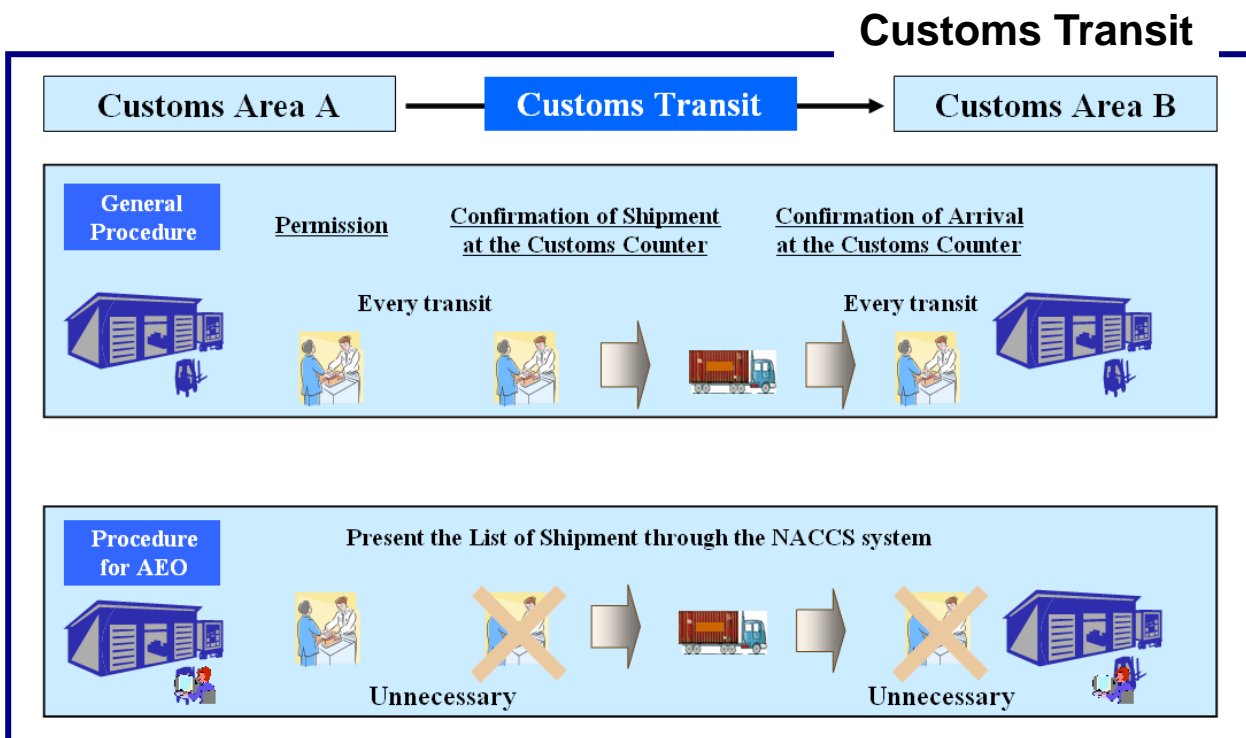 Customs Transit
Customs Area A
Customs Transit
Customs Area B
General
Procedure
Permission
Confirmation of Shipment
at the Customs Counter
Confirmation of Arrival
at the Customs Counter
Every transit
Every transit
Procedure
for AEO
Present the List of Shipment through the NACCS system
Unnecessary
Unnecessary